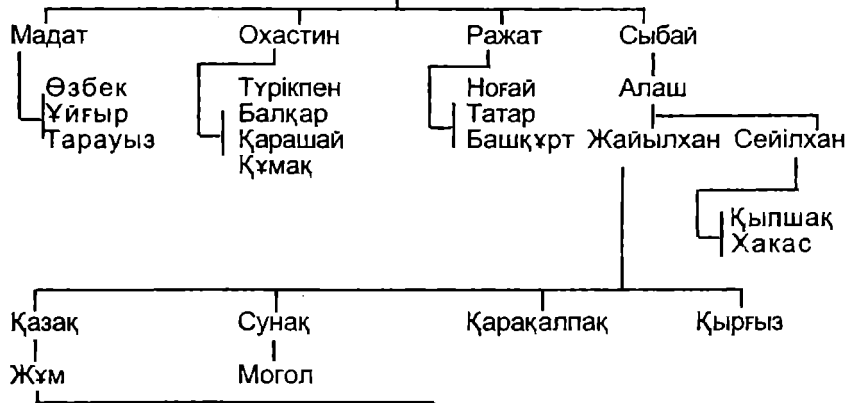 Мадат Охастин Ражат Сыбай
Өзбек Түрікпен Ноғай Алаш
Ұйғыр Балқар Татар
Тарауыз Қарашай Башқұрт Жайылхан Сейілхан
Құмақ
Қыпшақ
Хакас
Қазақ Сунақ Қарақалпақ Қырғыз
Жұм Могол